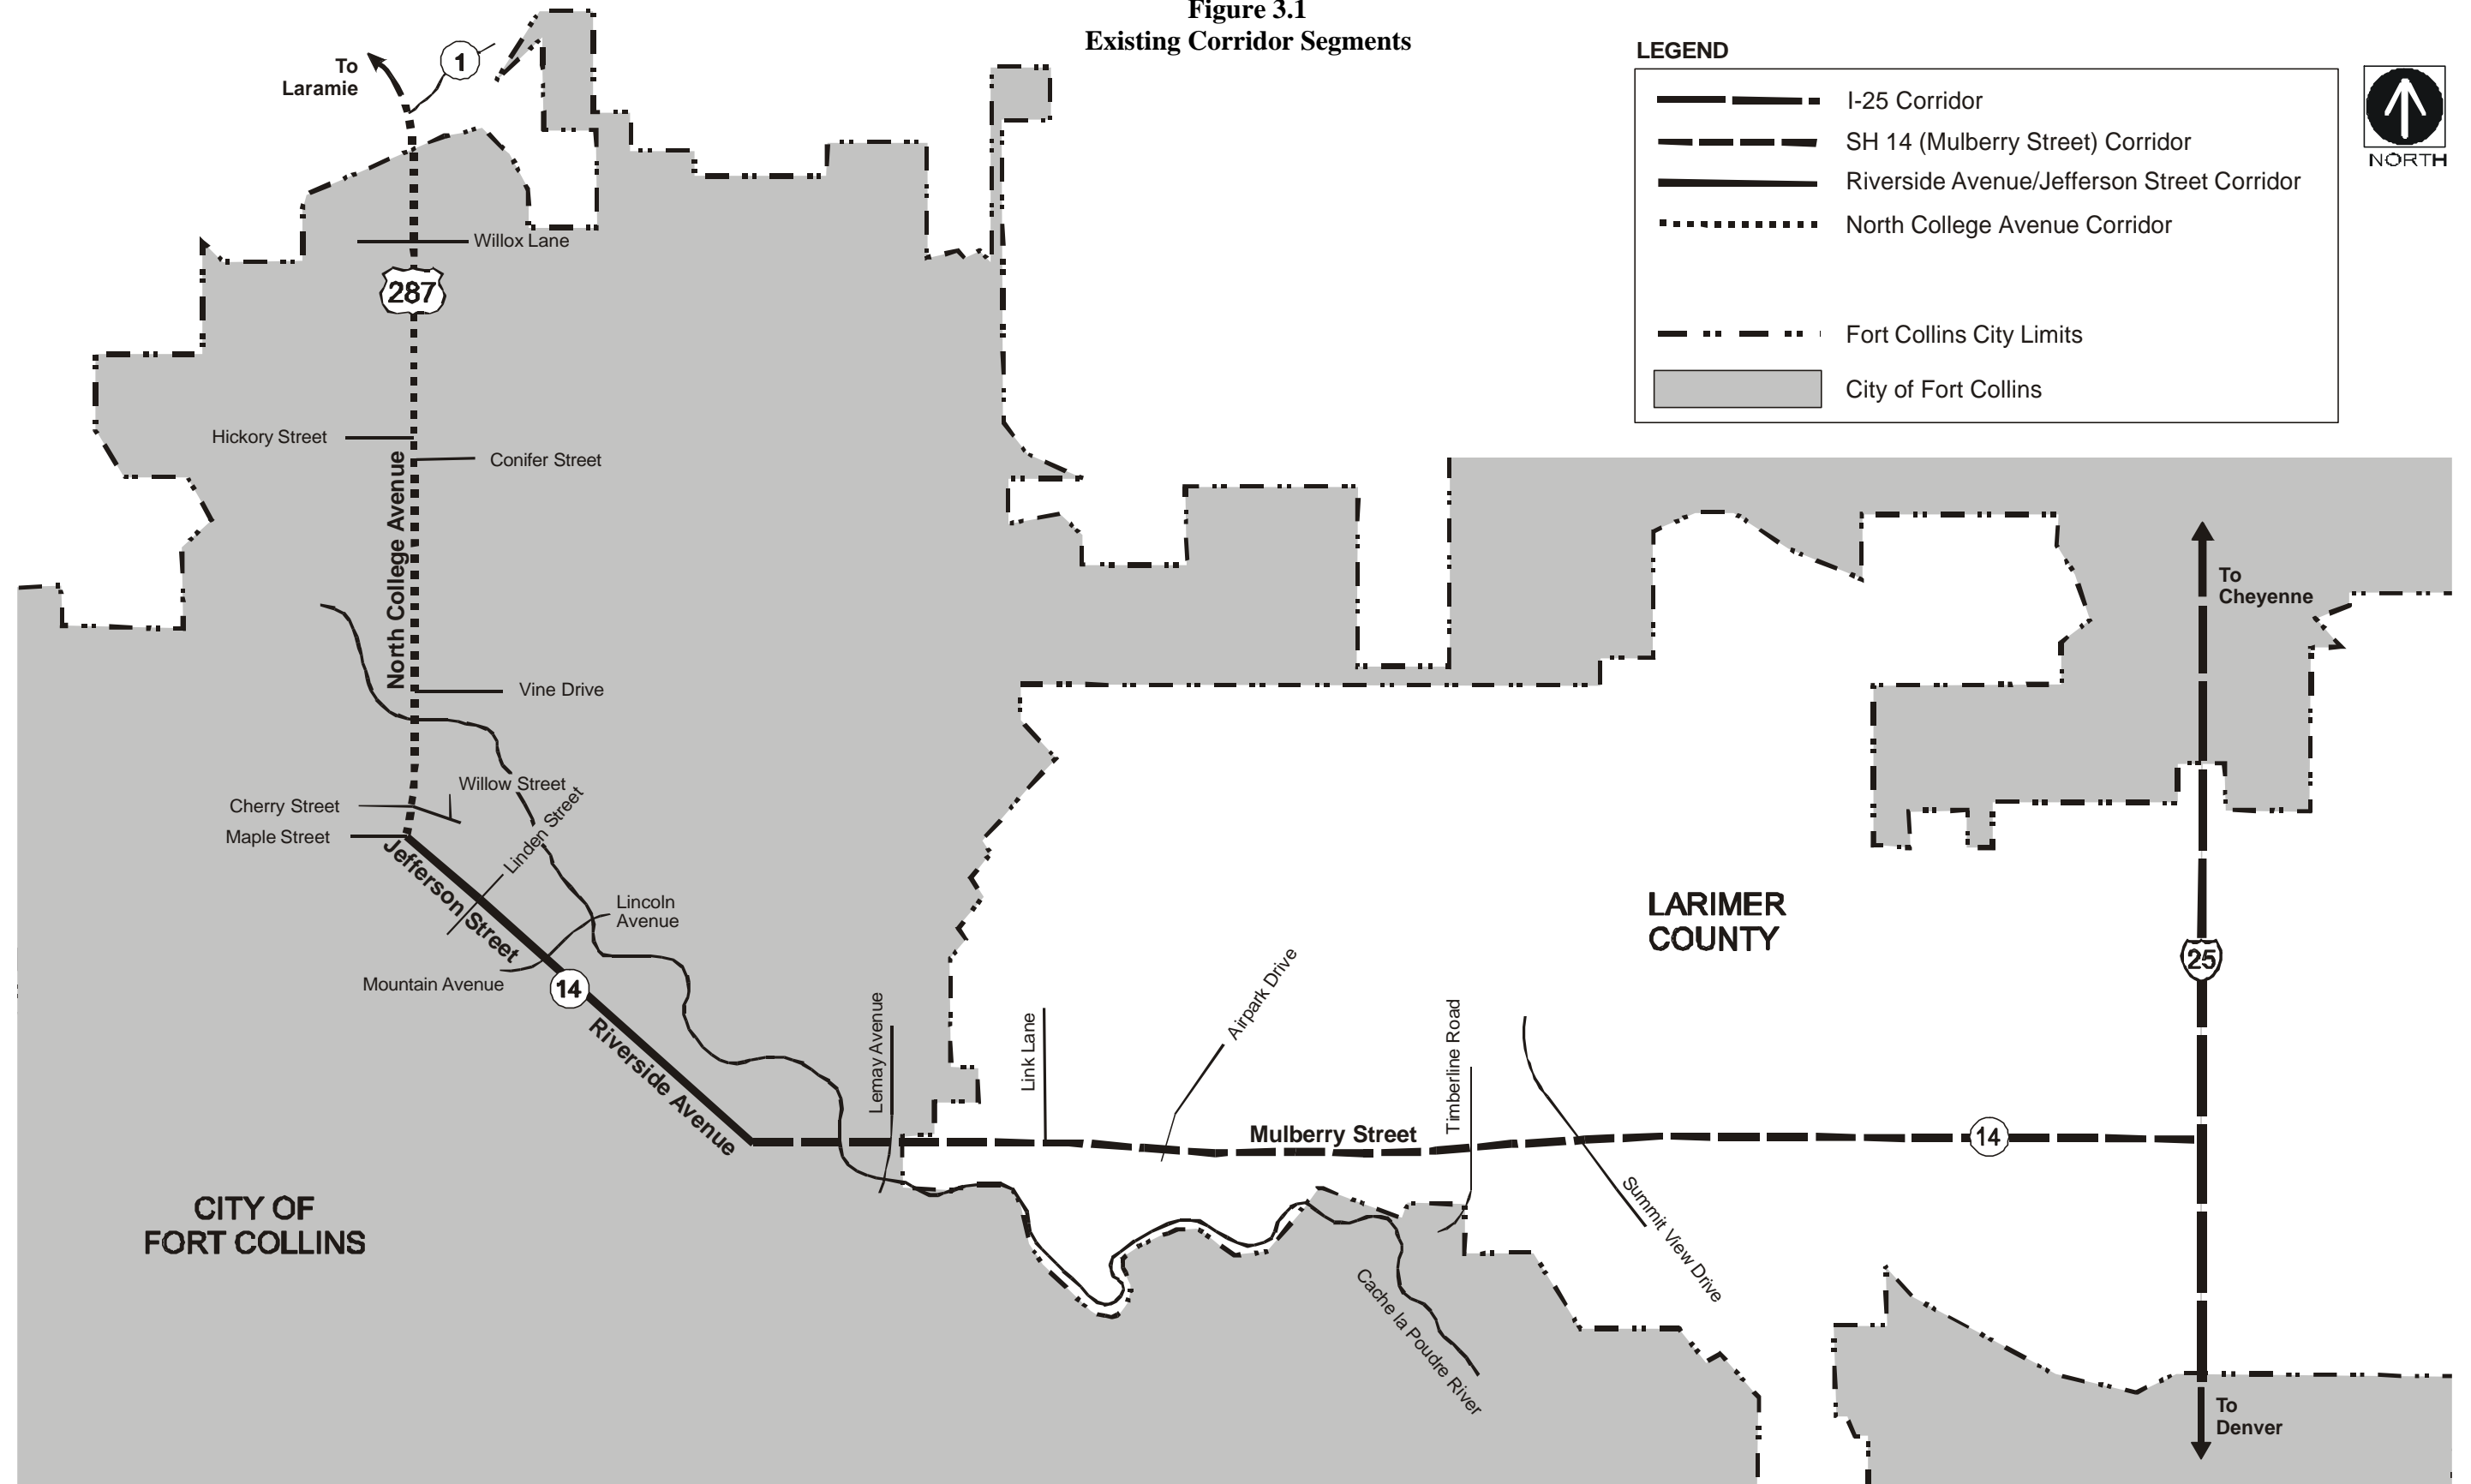 Figure 3.1
Existing Corridor Segments
LEGEND
I-25 Corridor
SH 14 (Mulberry Street) Corridor
Riverside Avenue/Jefferson Street Corridor
North College Avenue Corridor
Fort Collins City Limits
City of Fort Collins
NORTH
To
Laramie
1
Willox Lane
287
Hickory Street
Conifer Street
North College Avenue
Vine Drive
Willow Street
Cherry Street
Linden Street
Maple Street
Jefferson Street
Lincoln
Avenue
Mountain Avenue
14
Riverside Avenue
Lemay Avenue
Link Lane
Airpark Drive
Timberline Road
Mulberry Street
14
Summit View Drive
Cache la Poudre River
LARIMER
COUNTY
To
Cheyenne
25
To
Denver
CITY OF
FORT COLLINS